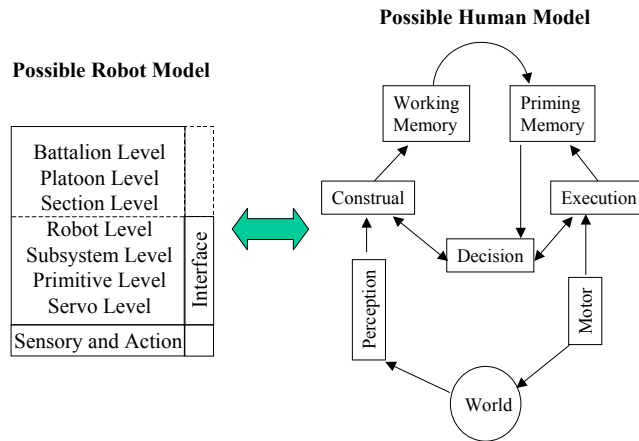 Possible Robot Model
Battalion Level
Platoon Level
Section Level
Robot Level
Subsystem Level
Primitive Level
Servo Level
Sensory and Action
Interface
Possible Human Model
Working
Memory
Priming
Memory
Construal
Execution
Decision
Perception
Motor
World